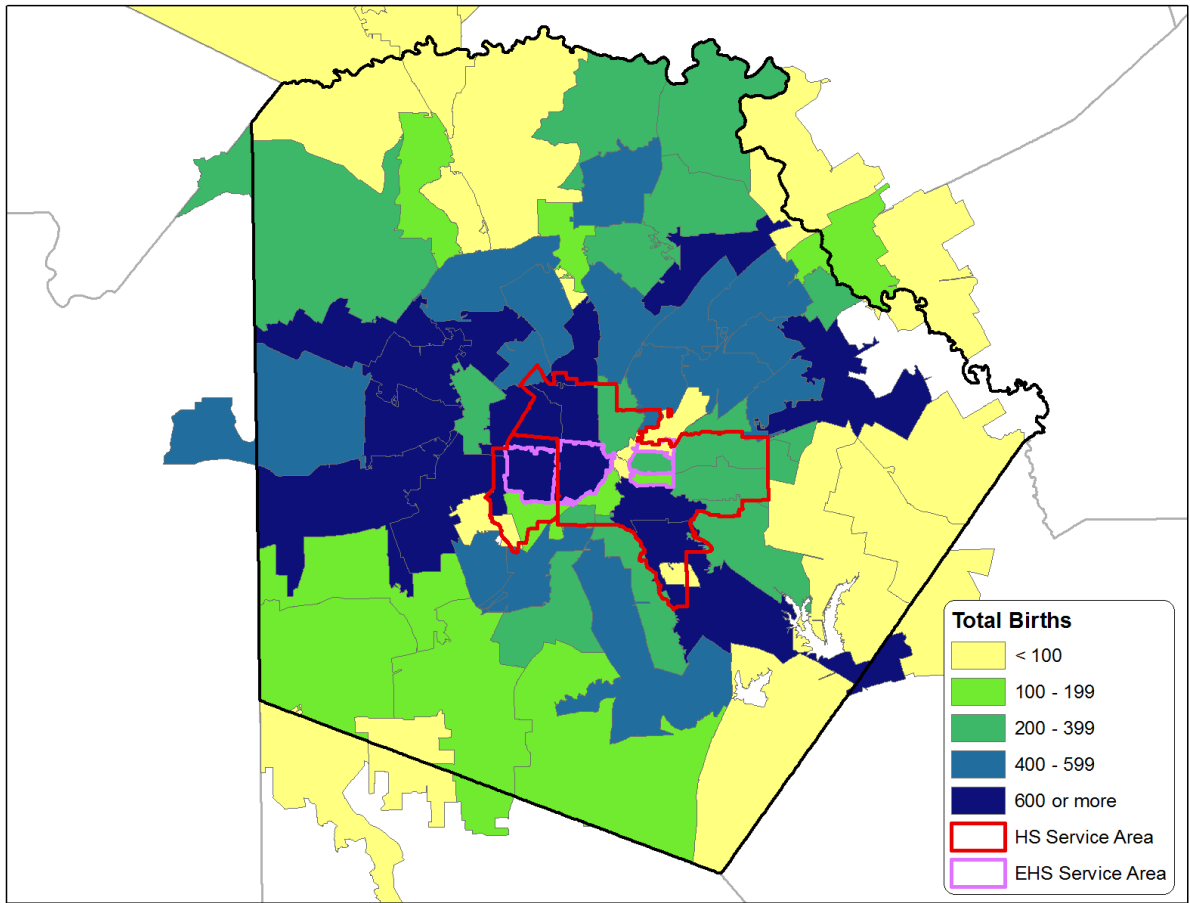 Total Births
< 100
100 - 199
200 - 399
400 - 599
600 or more
HS Service Area
EHS Service Area